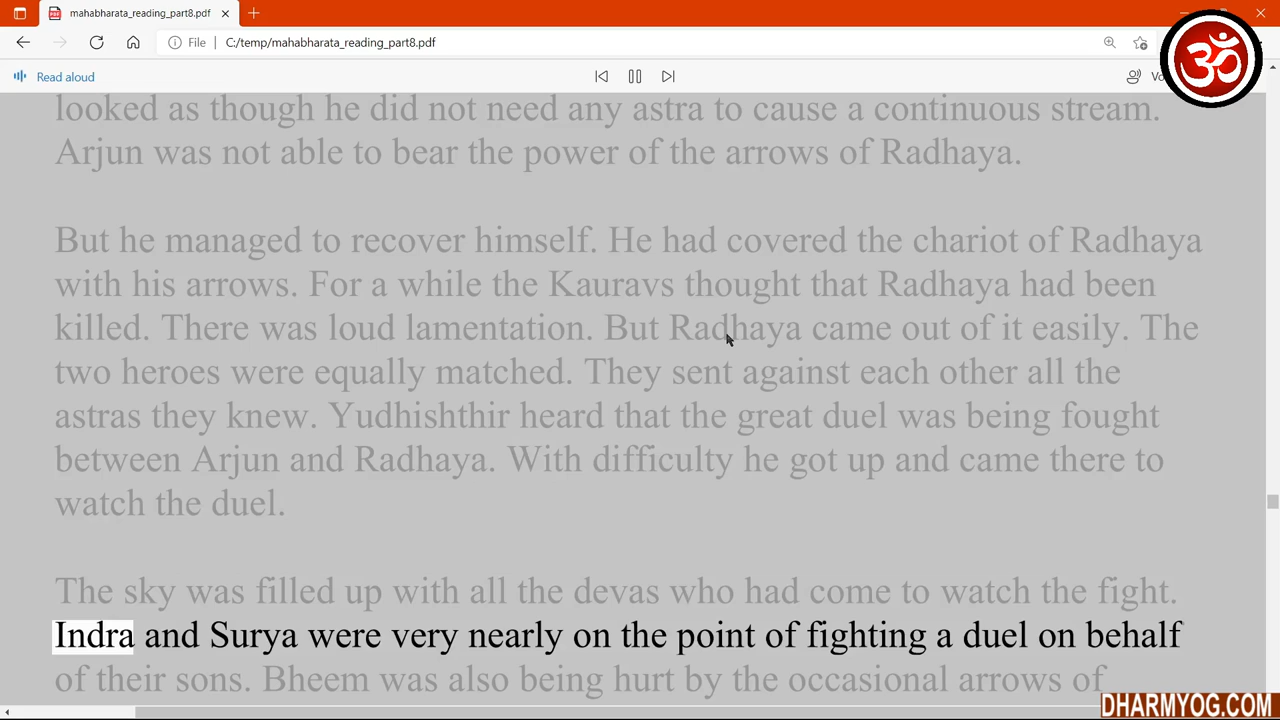 mahabharata_reading_part8.pdf
File C:/temp/mahabharata_reading_part8.pdf
ॐ
Read aloud
looked as though he did not need any astra to cause a continuous stream.
Arjun was not able to bear the power of the arrows of Radhaya.
But he managed to recover himself. He had covered the chariot of Radhaya
with his arrows. For a while the Kauravs thought that Radhaya had been
killed. There was loud lamentation. But Radhaya came out of it easily. The
two heroes were equally matched. They sent against each other all the
astras they knew. Yudhishthir heard that the great duel was being fought
between Arjun and Radhaya. With difficulty he got up and came there to
watch the duel.
The sky was filled up with all the devas who had come to watch the fight.
Indra and Surya were very nearly on the point of fighting a duel on behalf
of their sons. Bheem was also being hurt by the occasional arrows of
DHARMYOG.COM